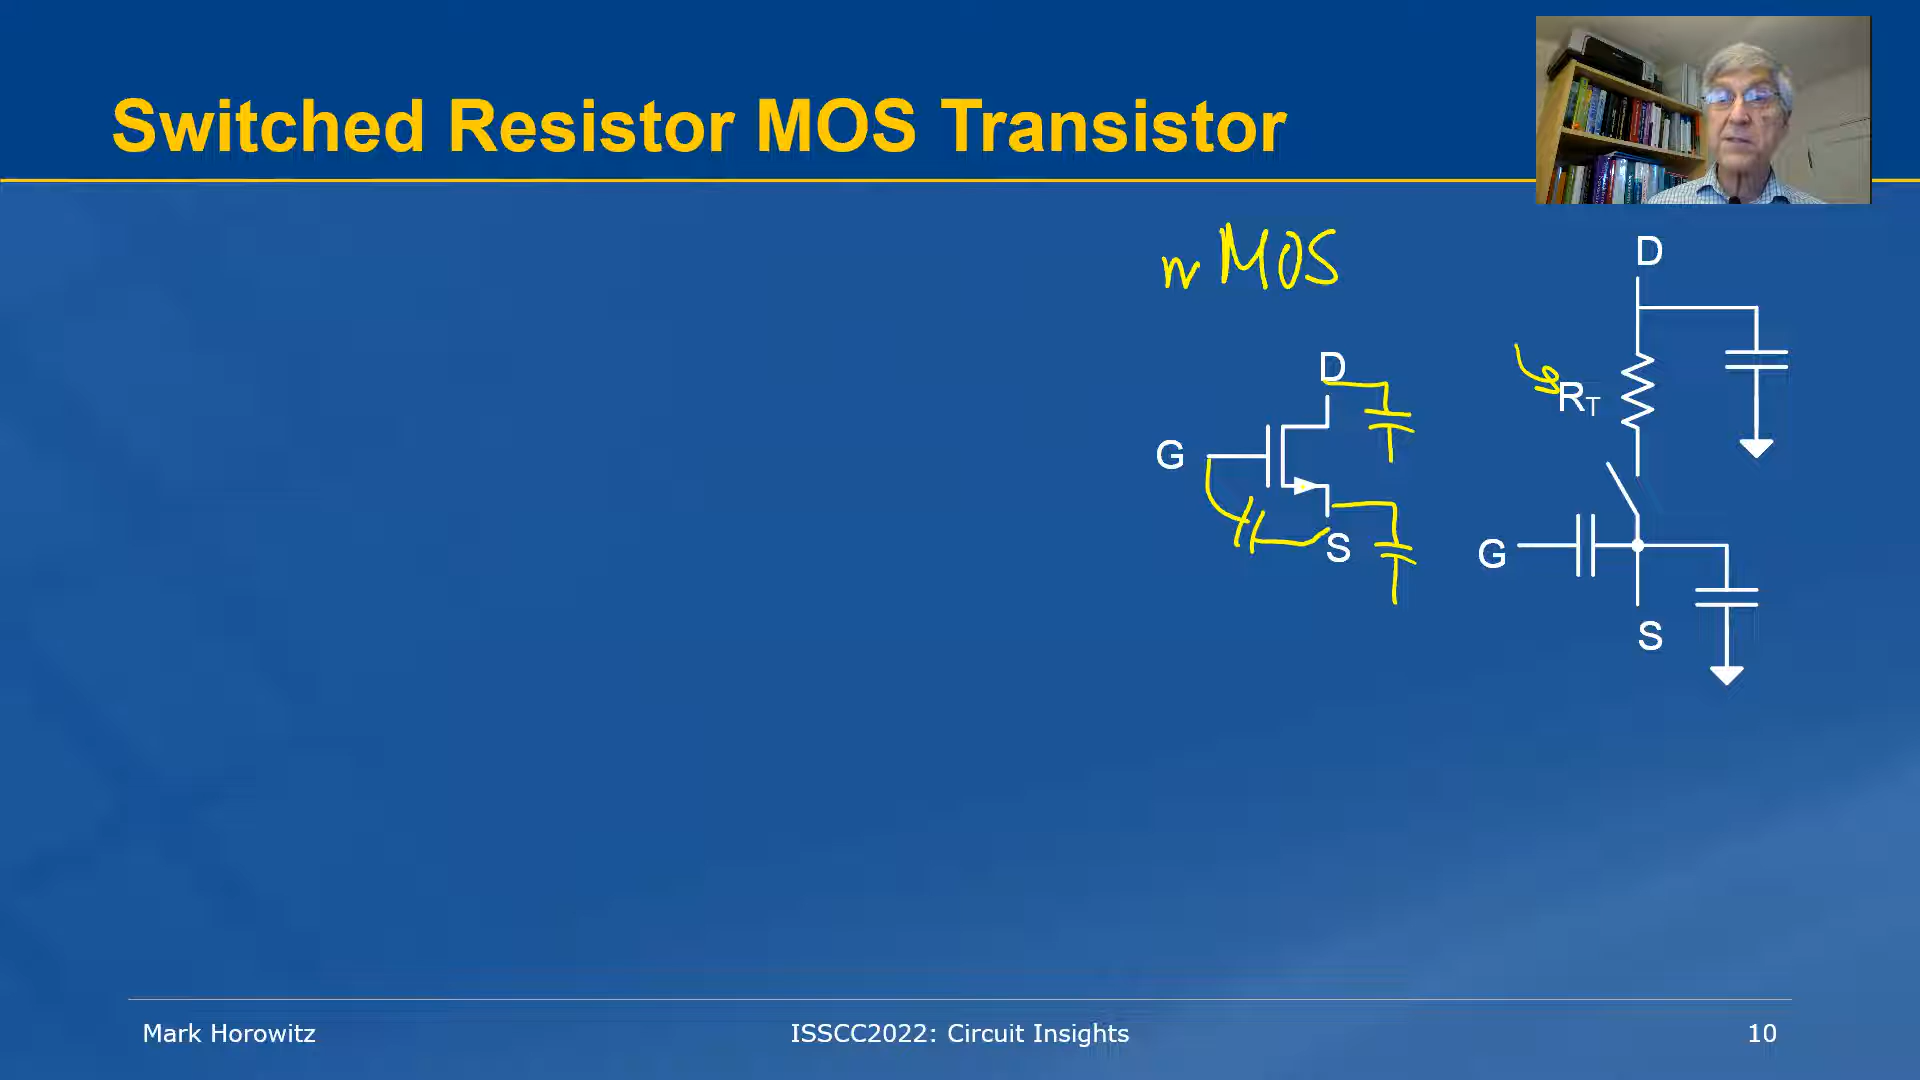 Switched Resistor MOS Transistor
nMOS
D
G
S
D
RT
G
S
Mark Horowitz
ISSCC2022: Circuit Insights
10